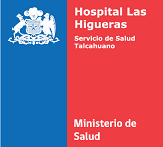 Hospital Las
Higueras
Servicio de Salud
Talcahuano
Ministerio de
Salud